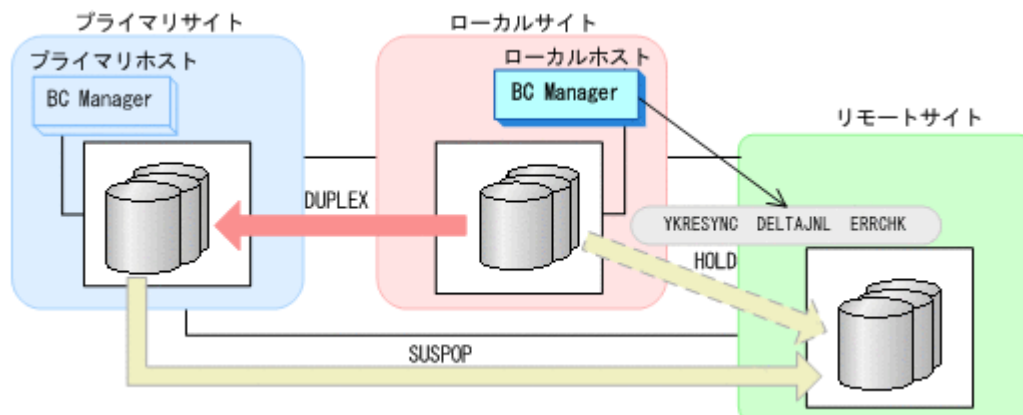 プライマリサイト
ローカルサイト
プライマリホスト
ローカルホスト
BC Manager
BC Manager
リモートサイト
DUPLEX
YKRESYNC DELTAJNL ERRCHK
HOLD
SUSPOP